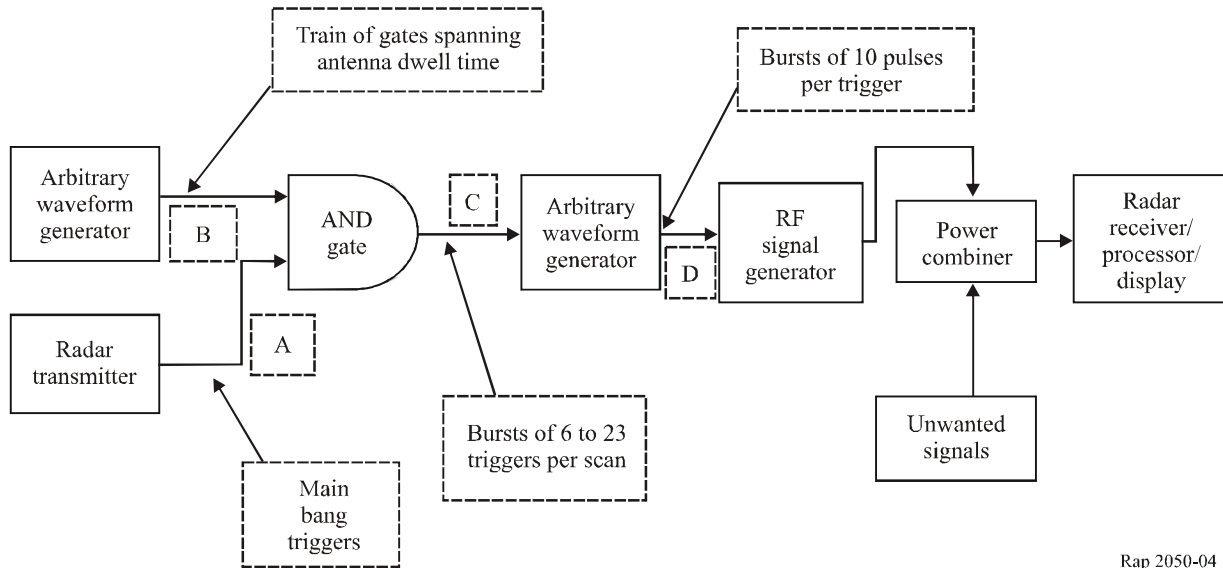 Train of gates spanning
antenna dwell time
Bursts of 10 pulses
per trigger
Arbitrary
waveform
generator
B
AND
gate
C
Arbitrary
waveform
generator
D
RF
signal
generator
Power
combiner
Radar
receiver/
processor/
display
Radar
transmitter
A
Main
bang
triggers
Bursts of 6 to 23
triggers per scan
Unwanted
signals
Rap 2050-04